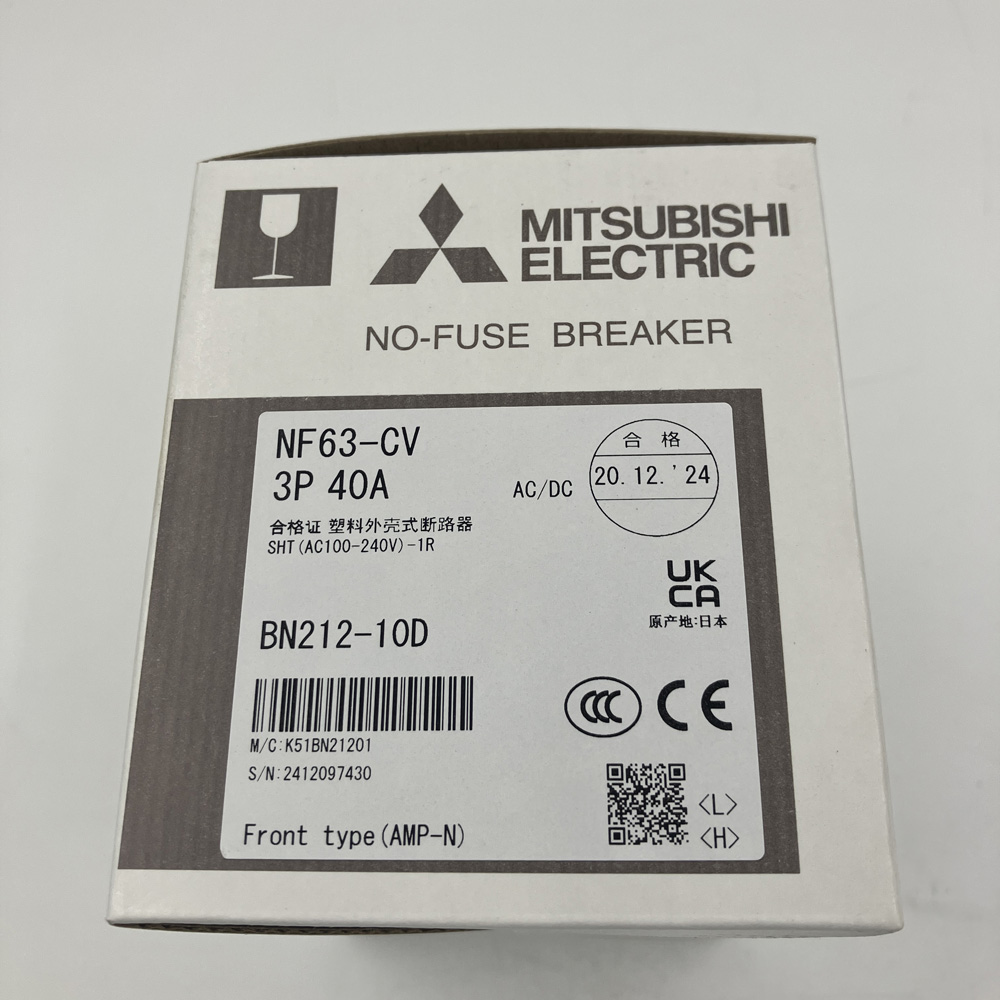 MITSUBISHI
ELECTRIC
NO-FUSE BREAKER
NF63-CV
3P 40A
AC/DC
合格
20.12.'24
合格证 塑料外壳式断路器
SHT(AC100-240V)-1R
UK
CA
原产地:日本
BN212-10D
CCC
CE
M/C:K51BN21201
S/N:2412097430
<L>
<H>
Front type(AMP-N)